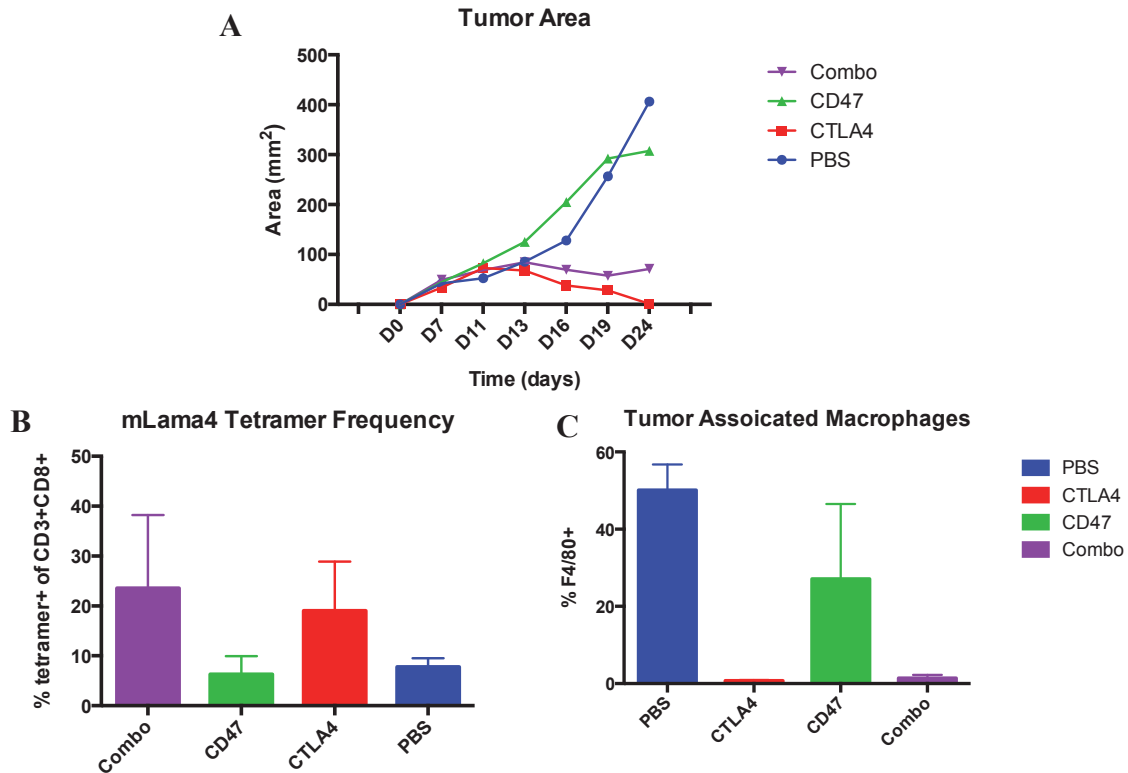 A
Tumor Area
500
400
300
200
100
0
Area (mm2)
D0
D7
D11
D13
D16
D19
D24
Time (days)
Combo
CD47
CTLA4
PBS
B
mLama4 Tetramer Frequency
50
40
30
20
10
0
% tetramer+ of CD3+CD8+
Combo
CD47
CTLA4
PBS
C
Tumor Assoicated Macrophages
60
40
20
0
% F4/80+
PBS
CTLA4
CD47
Combo
PBS
CTLA4
CD47
Combo